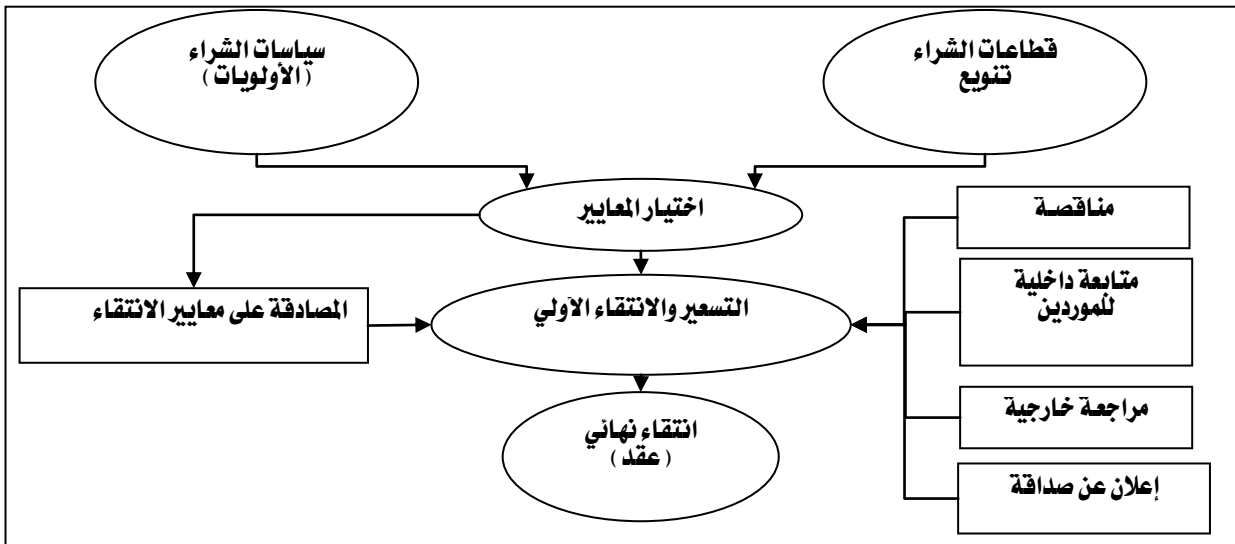 قطاعات الشراء
تنويع
سياسات الشراء
(الأولويات)
اختيار المعايير
مناقصة
المصادقة على معايير الانتقاء
التسعير والانتقاء الأولي
متابعة داخلية
للموردين
مراجعة خارجية
انتقاء نهائي
(عقد)
إعلان عن صداقة